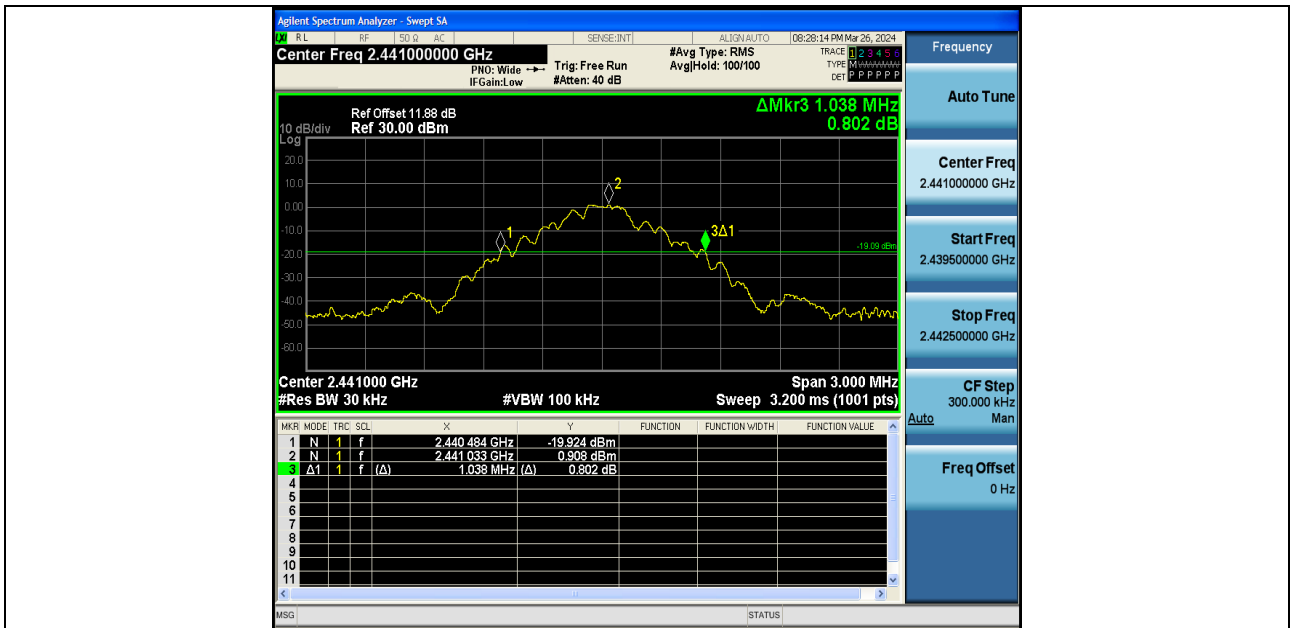 Agilent Spectrum Analyzer - Swept SA
RL RF 50 Ω AC SENSE:INT ALIGN AUTO 08:28:14 PM Mar 26, 2024
Center Freq 2.441000000 GHz
PNO: Wide
IFGain:Low
Trig: Free Run
#Atten: 40 dB
#Avg Type: RMS
Avg|Hold: 100/100
TRACE 1 2 3 4 5 6
TYPE M
DET P P P P P P
Frequency
Auto Tune
Center Freq
2.441000000 GHz
Start Freq
2.439500000 GHz
Stop Freq
2.442500000 GHz
CF Step
300.000 kHz
Auto Man
Freq Offset
0 Hz
ΔMkr3 1.038 MHz
0.802 dB
Ref Offset 11.88 dB
10 dB/div Ref 30.00 dBm
Log
20.0
10.0
0.00
-10.0
-20.0
-30.0
-40.0
-50.0
-60.0
1
2
3Δ1
-19.09 dBm
Center 2.441000 GHz Span 3.000 MHz
#Res BW 30 kHz #VBW 100 kHz Sweep 3.200 ms (1001 pts)
MKR MODE TRC SCL X Y FUNCTION FUNCTION WIDTH FUNCTION VALUE
1 N 1 f 2.440 484 GHz -19.924 dBm
2 N 1 f 2.441 033 GHz 0.908 dBm
3 Δ1 1 f (Δ) 1.038 MHz (Δ) 0.802 dB
4
5
6
7
8
9
10
11
MSG STATUS